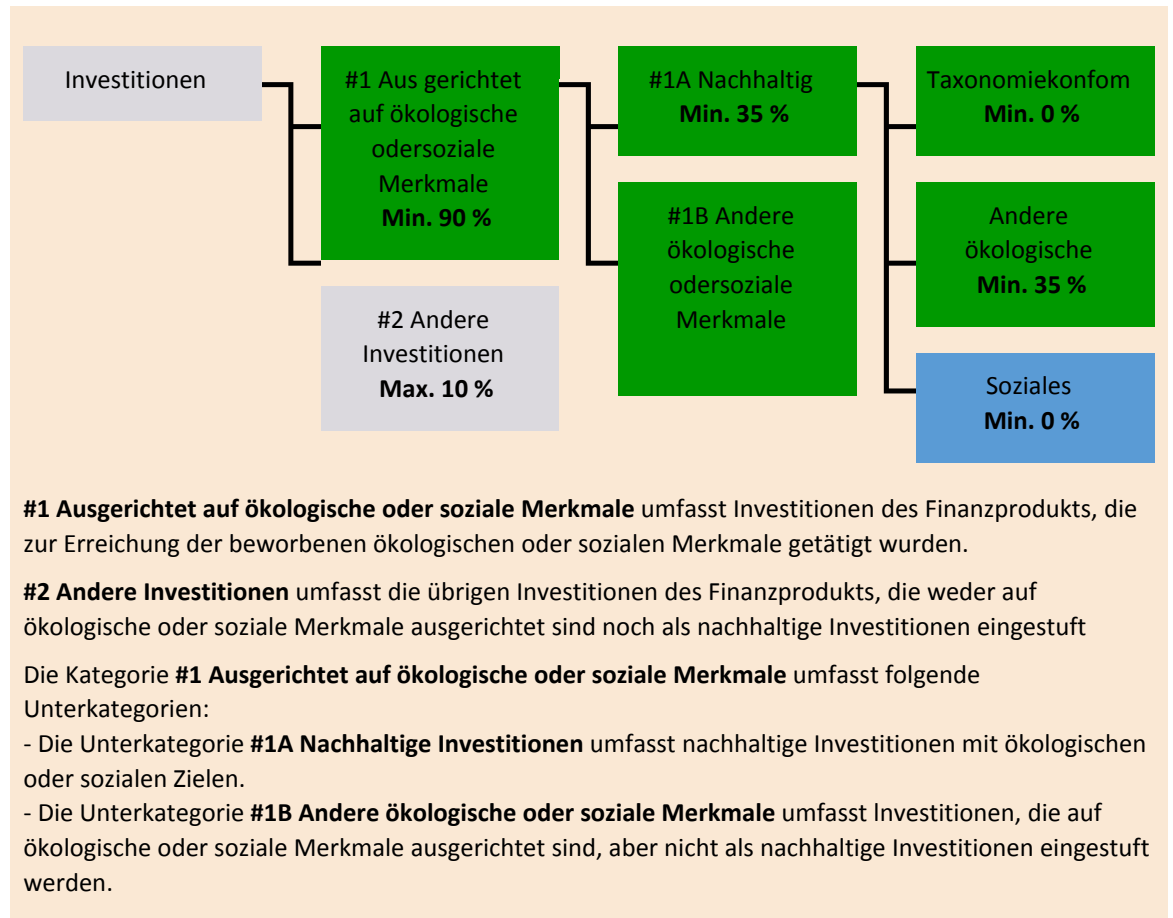 Investitionen
#1 Aus gerichtet
auf ökologische
odersoziale
Merkmale
Min. 90 %
#2 Andere
Investitionen
Max. 10 %
#1A Nachhaltig
Min. 35 %
#1B Andere
ökologische
odersoziale
Merkmale
Taxonomiekonfom
Min. 0 %
Andere
ökologische
Min. 35 %
Soziales
Min. 0 %
#1 Ausgerichtet auf ökologische oder soziale Merkmale umfasst Investitionen des Finanzprodukts, die
zur Erreichung der beworbenen ökologischen oder sozialen Merkmale getätigt wurden.
#2 Andere Investitionen umfasst die übrigen Investitionen des Finanzprodukts, die weder auf
ökologische oder soziale Merkmale ausgerichtet sind noch als nachhaltige Investitionen eingestuft
Die Kategorie #1 Ausgerichtet auf ökologische oder soziale Merkmale umfasst folgende
Unterkategorien:
- Die Unterkategorie #1A Nachhaltige Investitionen umfasst nachhaltige Investitionen mit ökologischen
oder sozialen Zielen.
- Die Unterkategorie #1B Andere ökologische oder soziale Merkmale umfasst lnvestitionen, die auf
ökologische oder soziale Merkmale ausgerichtet sind, aber nicht als nachhaltige Investitionen eingestuft
werden.